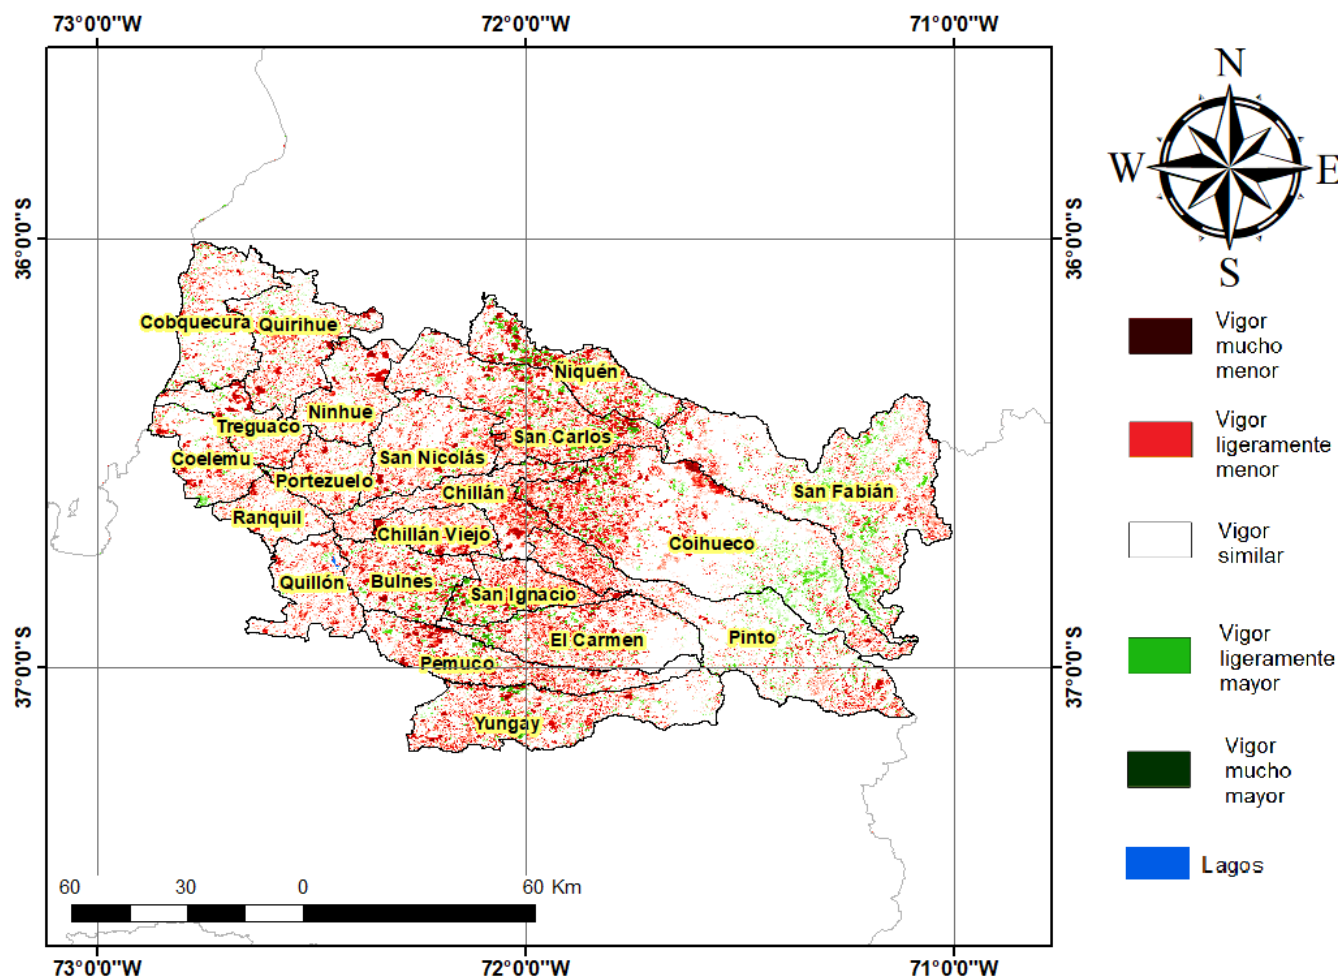 73°0'0"W
72°0'0"W
71°0'0"W
N
W
E
S
36°0'0"S
36°0'0"S
Cobquecura
Quirihue
Niquén
Ninhue
Treguaco
San Carlos
Coelemu
San Nicolás
Portezuelo
Chillán
San Fabián
Ranquil
Chillán Viejo
Coihueco
Quillón
Bulnes
San Ignacio
El Carmen
Pinto
Pemuco
Yungay
37°0'0"S
37°0'0"S
Vigor
mucho
menor
Vigor
ligeramente
menor
Vigor
similar
Vigor
ligeramente
mayor
Vigor
mucho
mayor
Lagos
60
30
0
60 Km
73°0'0"W
72°0'0"W
71°0'0"W